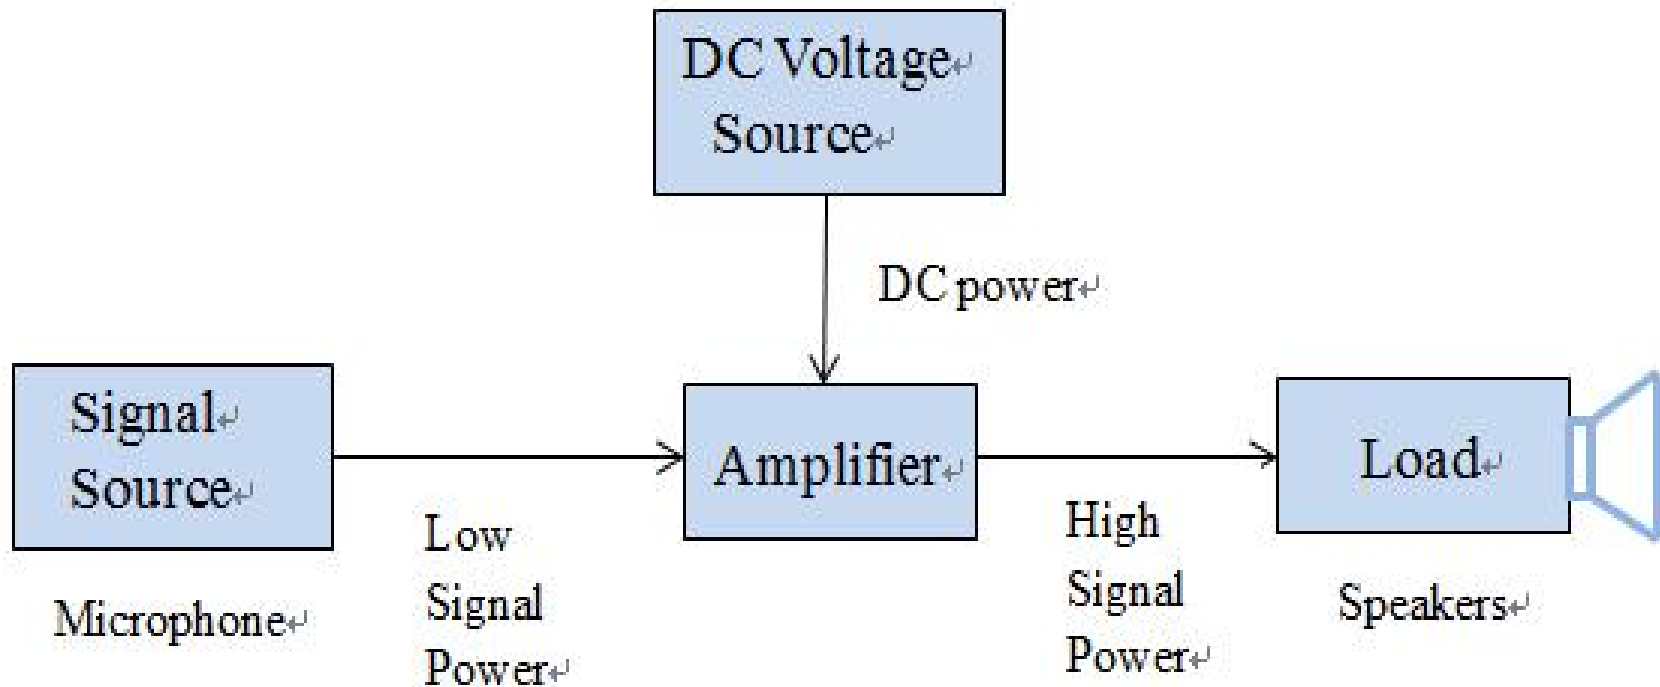 DC Voltage
Source
DC power
Signal
Source
Amplifier
Load
Low
Signal
Power
High
Signal
Power
Microphone
Speakers